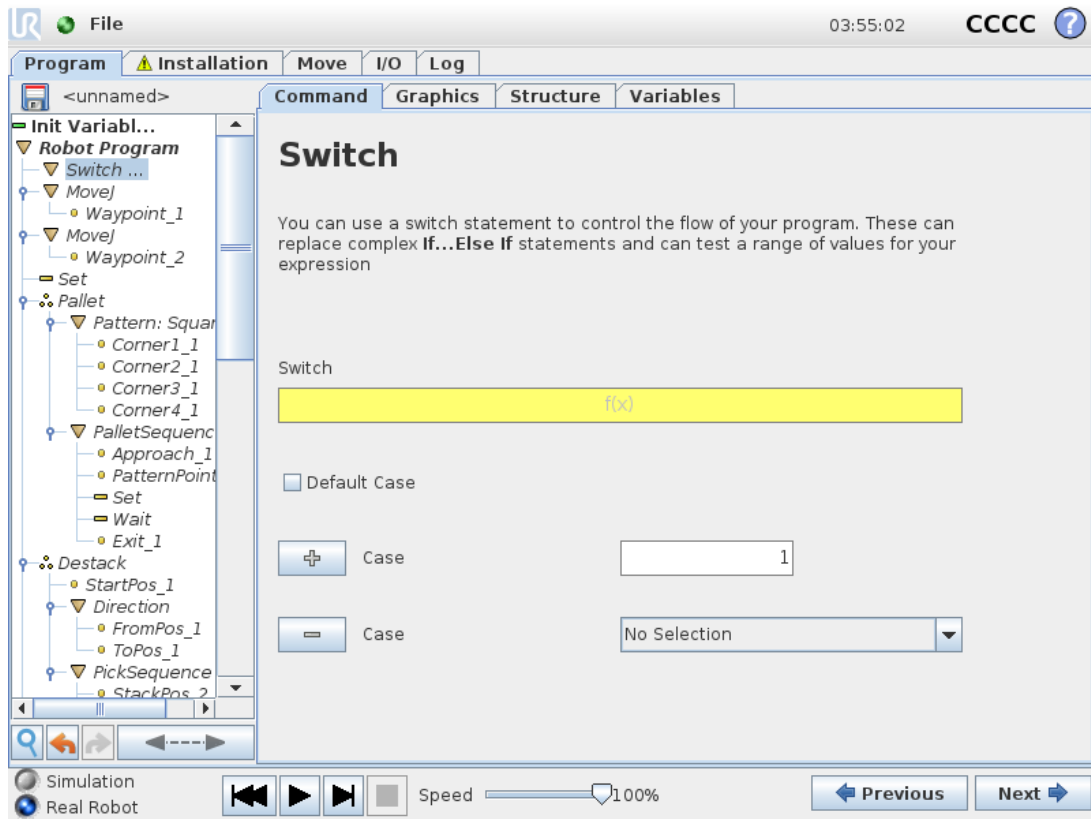 UR File 03:55:02 CCCC ?
Program Installation Move I/O Log
<unnamed> Command Graphics Structure Variables
Init Variabl...
Robot Program
Switch ...
MoveJ
Waypoint_1
MoveJ
Waypoint_2
Set
Pallet
Pattern: Squar
Corner1_1
Corner2_1
Corner3_1
Corner4_1
PalletSequenc
Approach_1
PatternPoint
Set
Wait
Exit_1
Destack
StartPos_1
Direction
FromPos_1
ToPos_1
PickSequence
StackPos_2
Switch
You can use a switch statement to control the flow of your program. These can
replace complex If...Else If statements and can test a range of values for your
expression
Switch
f(x)
Default Case
Case 1
Case No Selection
Simulation
Real Robot
Speed 100%
Previous Next